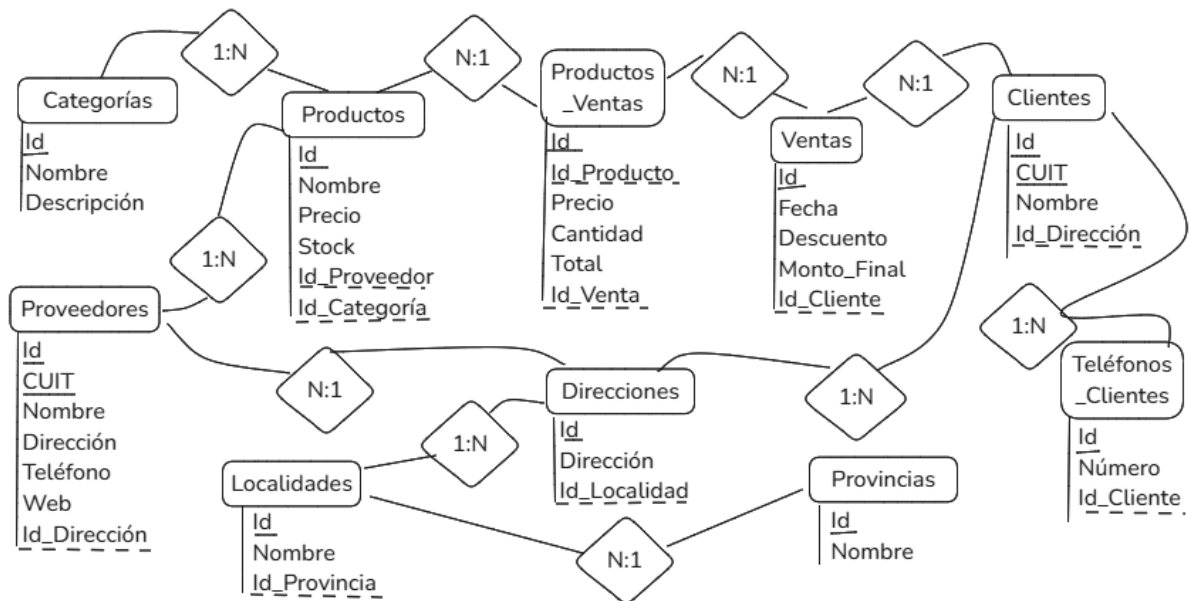 1:N
Categorías
Id
Nombre
Descripción
N:1
Productos
Id
Nombre
Precio
Stock
Id_Proveedor
Id_Categoría
Productos
_Ventas
Id
Id_Producto
Precio
Cantidad
Total
Id_Venta
N:1
Ventas
Id
Fecha
Descuento
Monto_Final
Id_Cliente
N:1
Clientes
Id
CUIT
Nombre
Id_Dirección
1:N
Proveedores
Id
CUIT
Nombre
Dirección
Teléfono
Web
Id_Dirección
N:1
1:N
Direcciones
Id
Dirección
Id_Localidad
1:N
1:N
Teléfonos
_Clientes
Id
Número
Id_Cliente
Localidades
Id
Nombre
Id_Provincia
N:1
Provincias
Id
Nombre